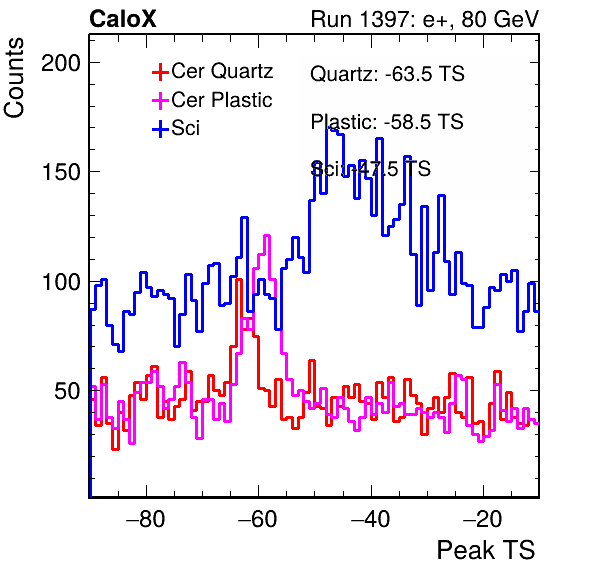 CaloX Run 1397: e+, 80 GeV
Counts
Cer Quartz
Cer Plastic
Sci
Quartz: -63.5 TS
Plastic: -58.5 TS
Sci: -47.5 TS
200
150
100
50
−80 −60 −40 −20
Peak TS